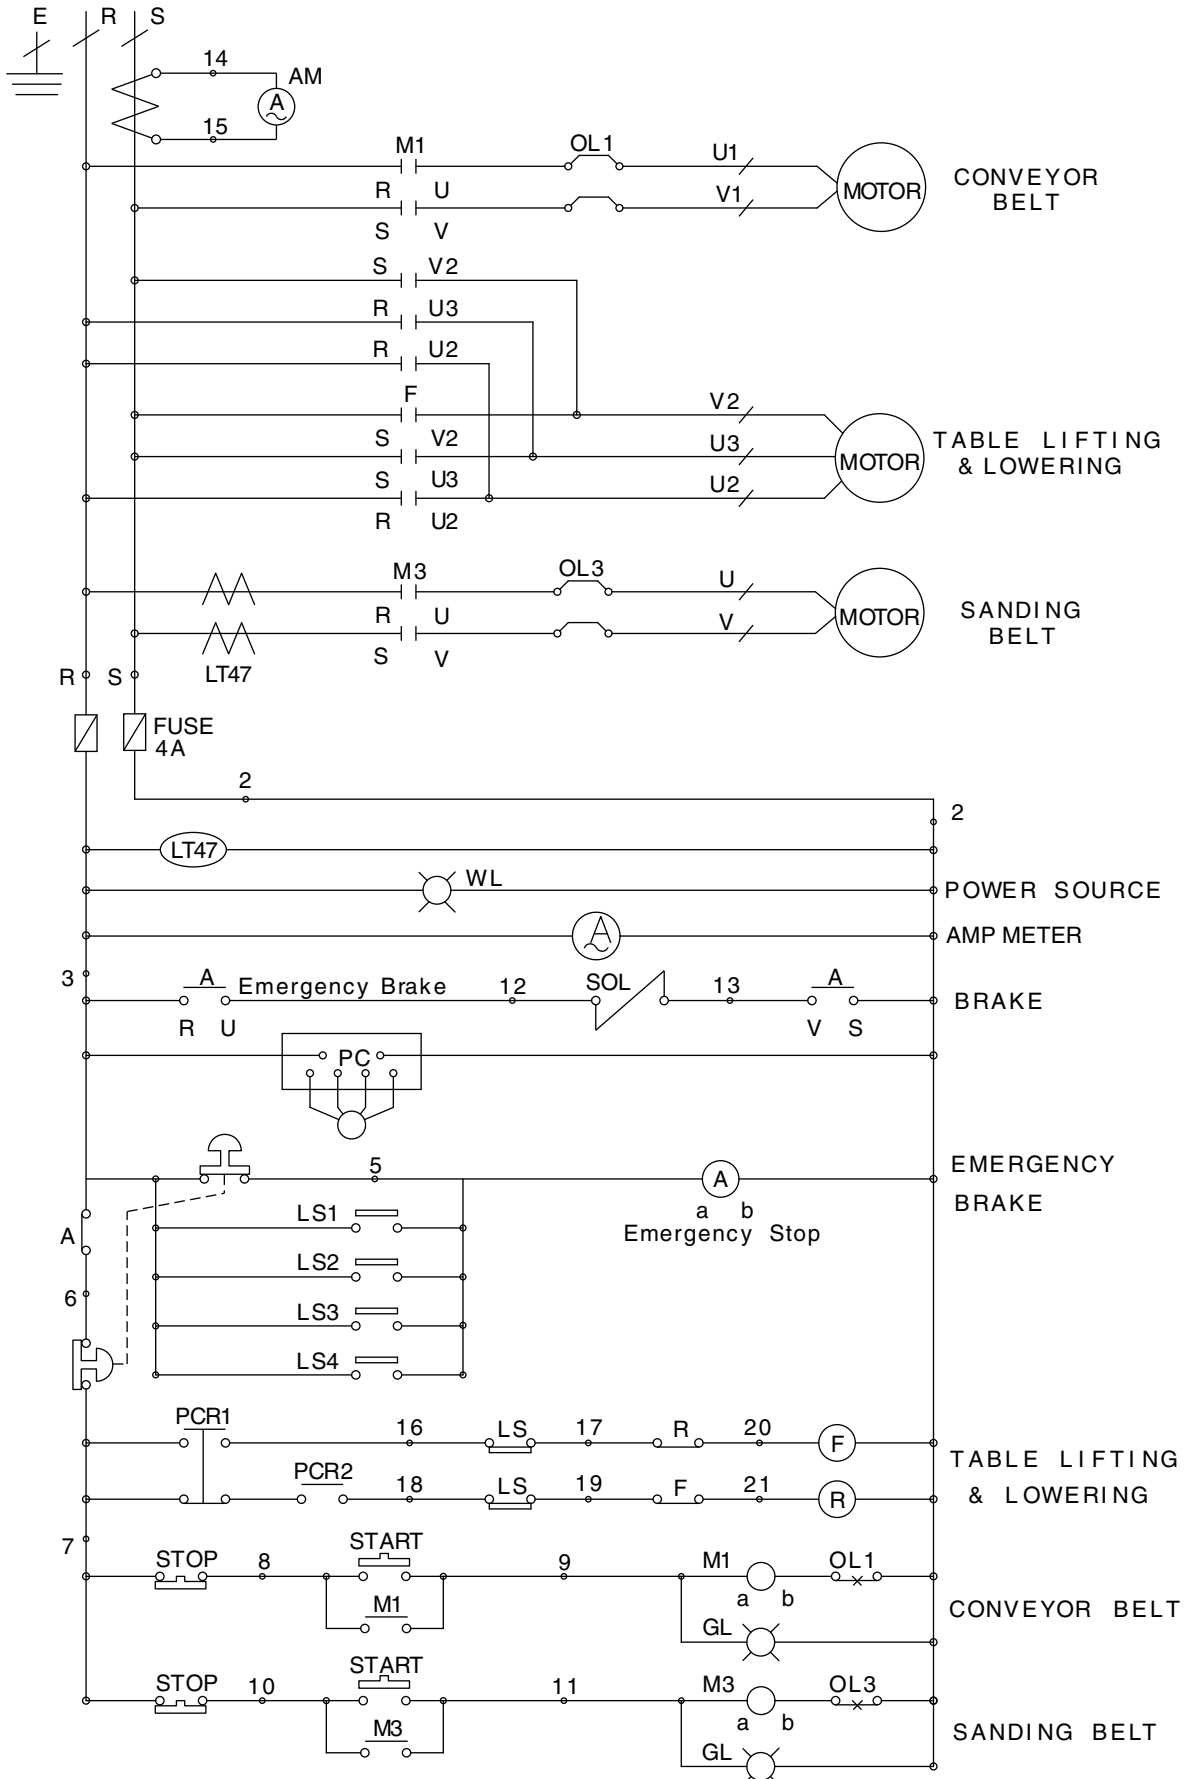 E R S
14
AM
A
15
M1 OL1 U1
MOTOR
CONVEYOR
BELT
R U
V1
S V
S V2
R U3
R U2
F V2
S V2
U3
MOTOR
TABLE LIFTING
& LOWERING
S U3
U2
R U2
M3 OL3 U
MOTOR
SANDING
BELT
R U
V
S V
LT47
R S
FUSE
4A
2
2
LT47
WL
POWER SOURCE
A
AMP METER
3
A Emergency Brake 12 SOL 13 A
BRAKE
R U V S
PC
5
A
EMERGENCY
BRAKE
a b
Emergency Stop
A
LS1
LS2
6
LS3
LS4
PCR1 16 LS 17 R 20 F
TABLE LIFTING
& LOWERING
PCR2 18 LS 19 F 21 R
7
STOP 8 START 9 M1 OL1
a b
M1
CONVEYOR BELT
GL
STOP 10 START 11 M3 OL3
a b
M3
SANDING BELT
GL